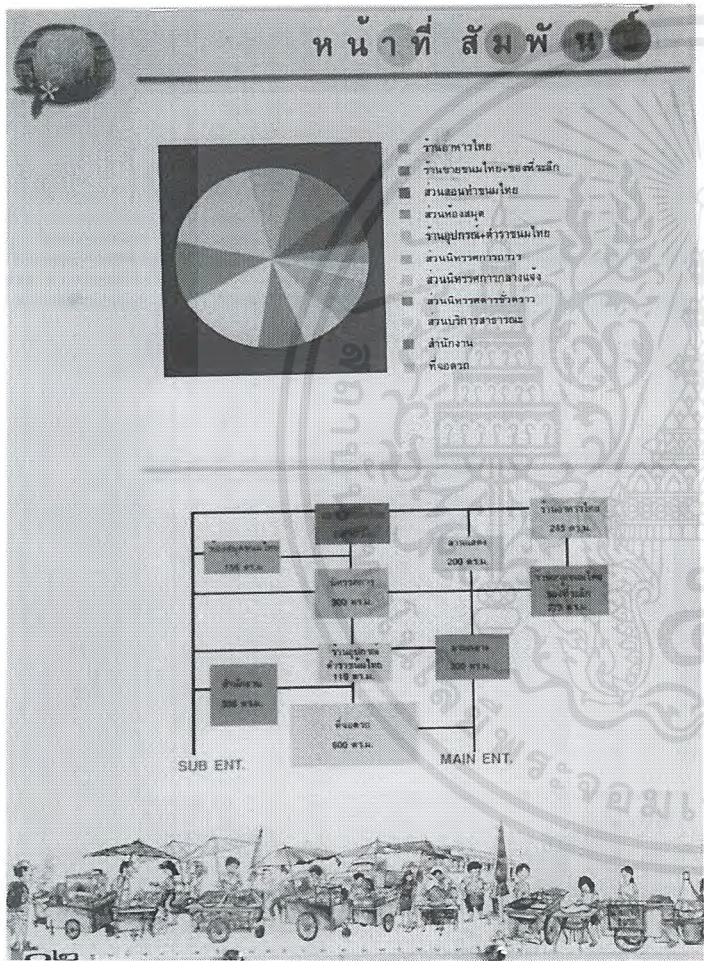 หน้าที่ สัมพันธ์
ร้านอาหารไทย
ร้านขายขนมไทย+ของที่ระลึก
ส่วนสอนทำขนมไทย
ส่วนห้องสมุด
ร้านอุปกรณ์+ตำราขนมไทย
ส่วนนิทรรศการถาวร
ส่วนนิทรรศการกลางแจ้ง
ส่วนนิทรรศการชั่วคราว
ส่วนบริการสาธารณะ
สำนักงาน
ที่จอดรถ
ร้านอาหารไทย
245 ตร.ม.
ลานแสดง
200 ตร.ม.
ห้องสมุดขนมไทย
ตร.ม.
นิทรรศการ
300 ตร.ม.
ร้านขายขนมไทย
ของที่ระลึก
ตร.ม.
ร้านอุปกรณ์
ตำราขนมไทย
118 ตร.ม.
300 ตร.ม.
สำนักงาน
ตร.ม.
ที่จอดรถ
600 ตร.ม.
SUB ENT.
MAIN ENT.
๑๒